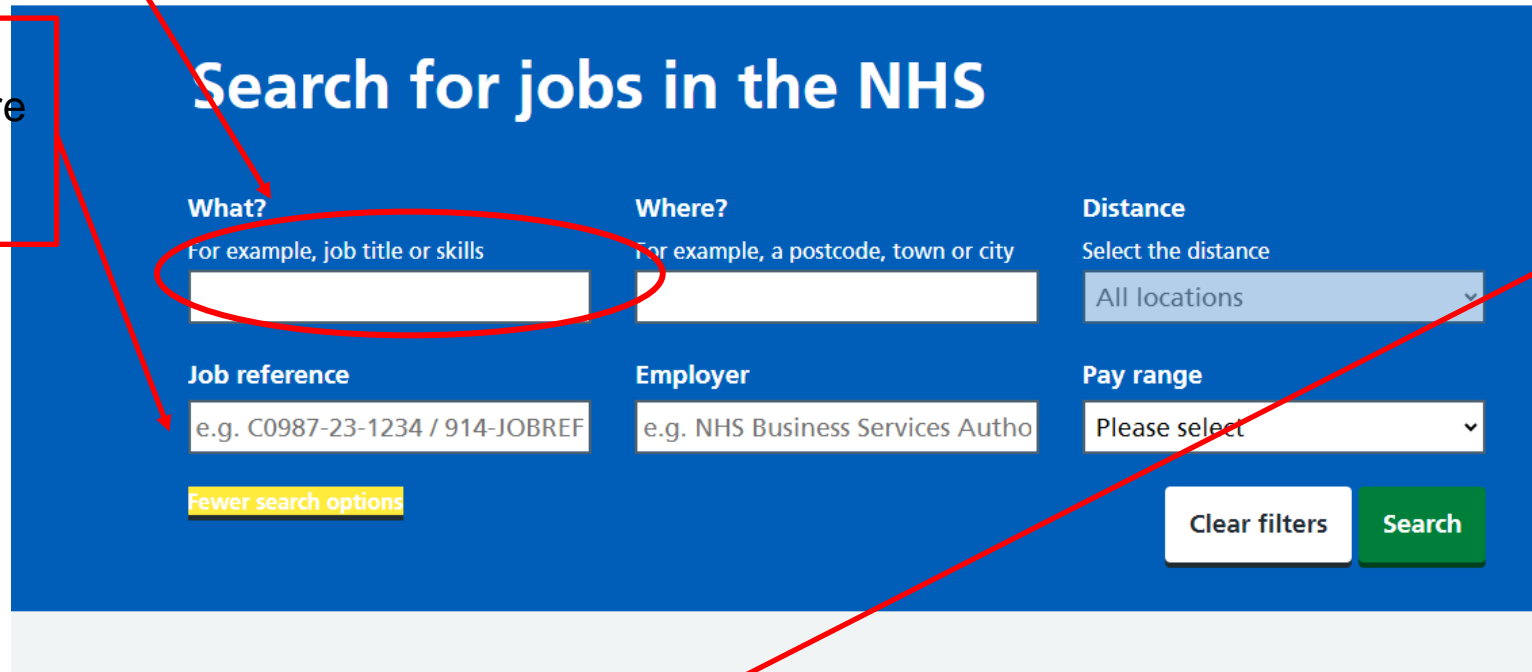 Search for jobs in the NHS
re
What? Where? Distance
For example, job title or skills For example, a postcode, town or city Select the distance
All locations
Job reference Employer Pay range
e.g. C0987-23-1234 / 914-JOBREF e.g. NHS Business Services Autho Please select
Fewer search options
Clear filters Search